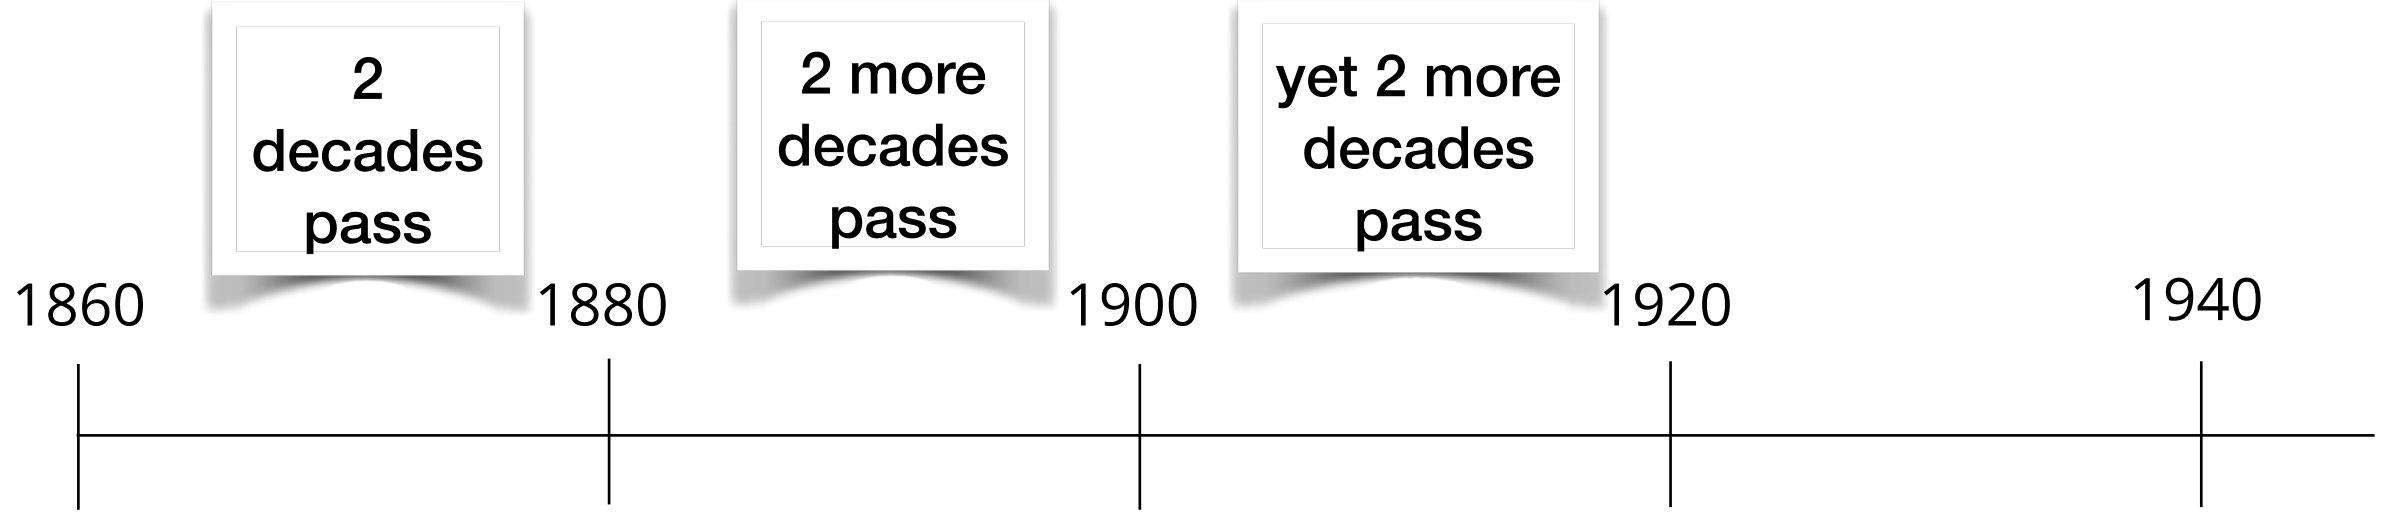 2
decades
pass
2 more
decades
pass
yet 2 more
decades
pass
1860
1880
1900
1920
1940